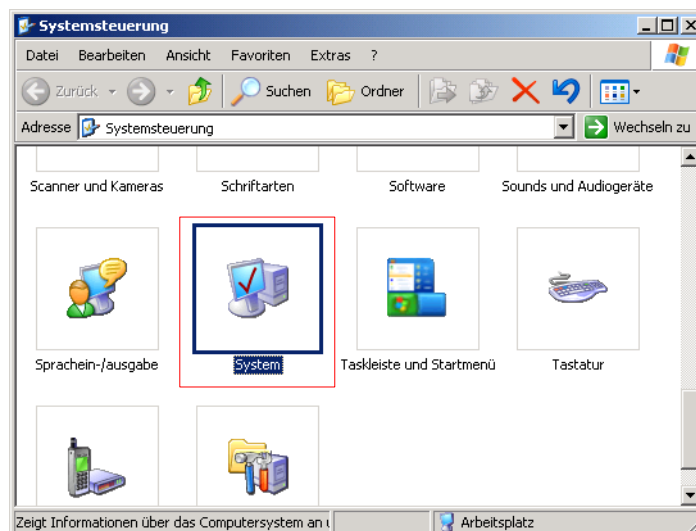 Systemsteuerung
Datei Bearbeiten Ansicht Favoriten Extras ?
Zurück Suchen Ordner
Adresse Systemsteuerung Wechseln zu
Scanner und Kameras Schriftarten Software Sounds und Audiogeräte
Sprachein-/ausgabe System Taskleiste und Startmenü Tastatur
Zeigt Informationen über das Computersystem an Arbeitsplatz